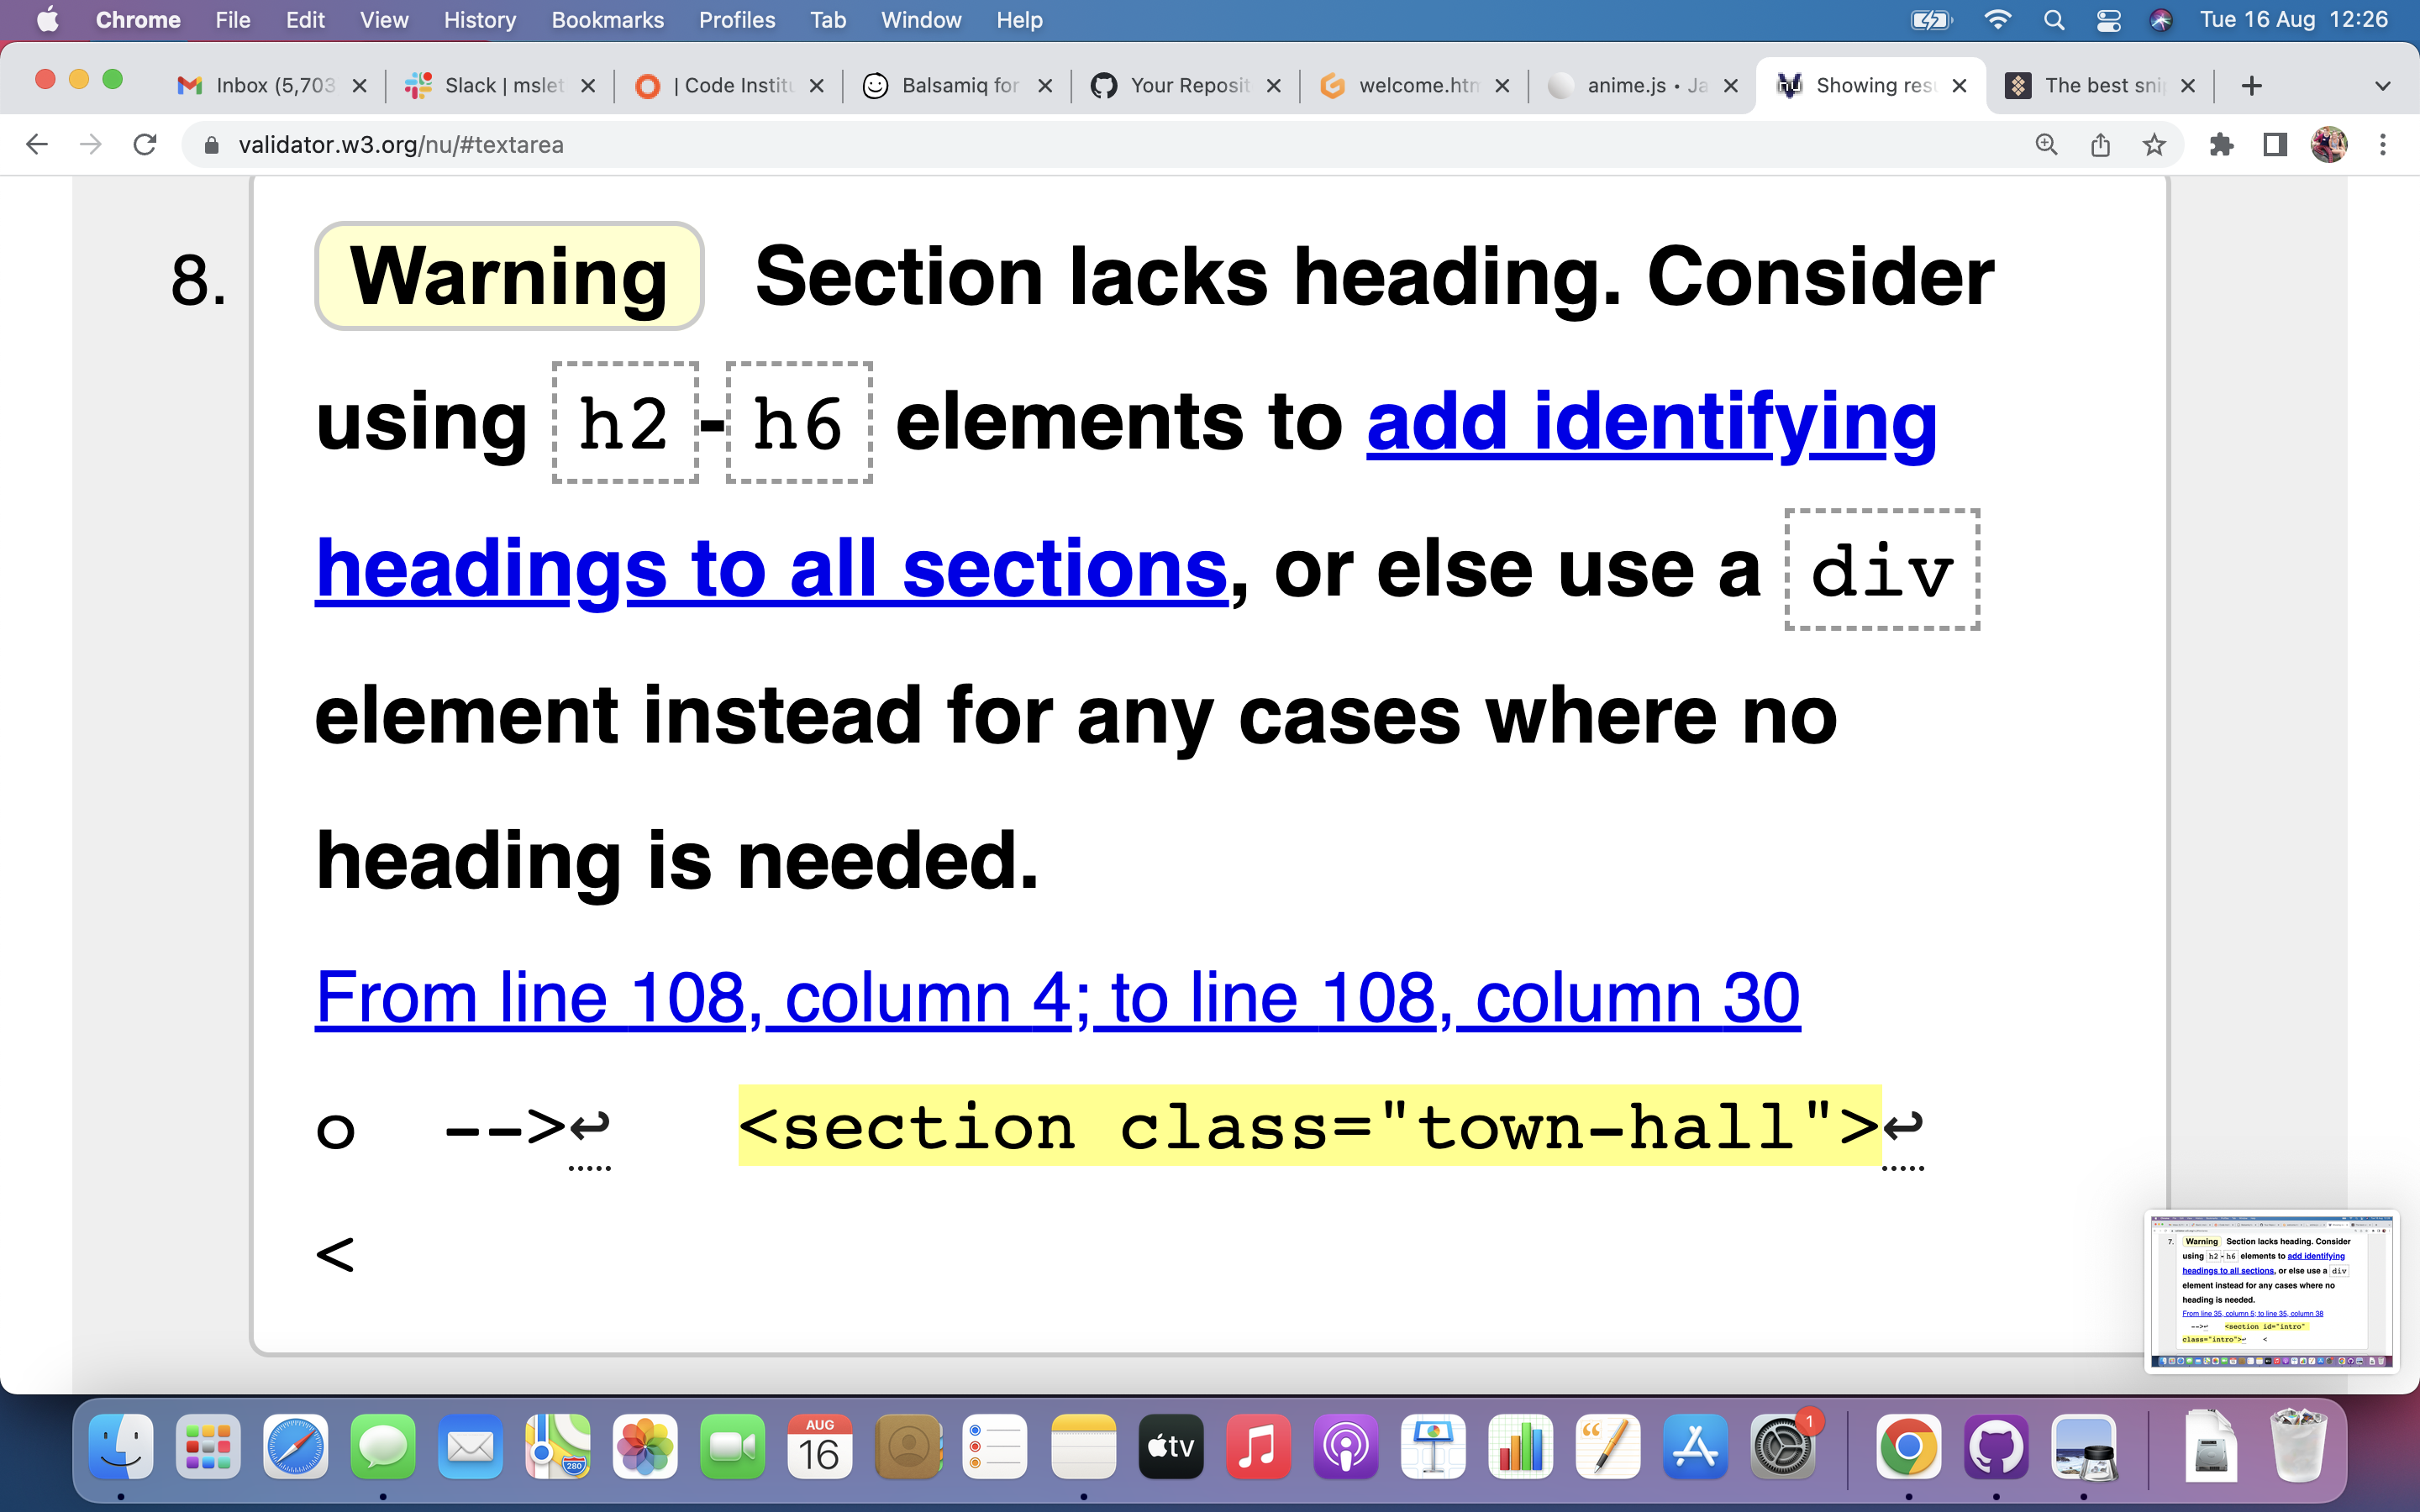 Chrome File Edit View History Bookmarks Profiles Tab Window Help Tue 16 Aug 12:26
Inbox (5,703 Slack | mslet | Code Institu Balsamiq for Your Reposit welcome.htm anime.js • Ja Showing resu The best snip
validator.w3.org/nu/#textarea
8. Warning Section lacks heading. Consider
using h2-h6 elements to add identifying
headings to all sections, or else use a div
element instead for any cases where no
heading is needed.
From line 108, column 4; to line 108, column 30
o -->↩ <section class="town-hall">↩
<
7. Warning Section lacks heading. Consider
using h2-h6 elements to add identifying
headings to all sections, or else use a div
element instead for any cases where no
heading is needed.
From line 35, column 5; to line 35, column 38
-->↩ <section id="intro"
class="intro">↩ <
AUG
16
280
tv
1